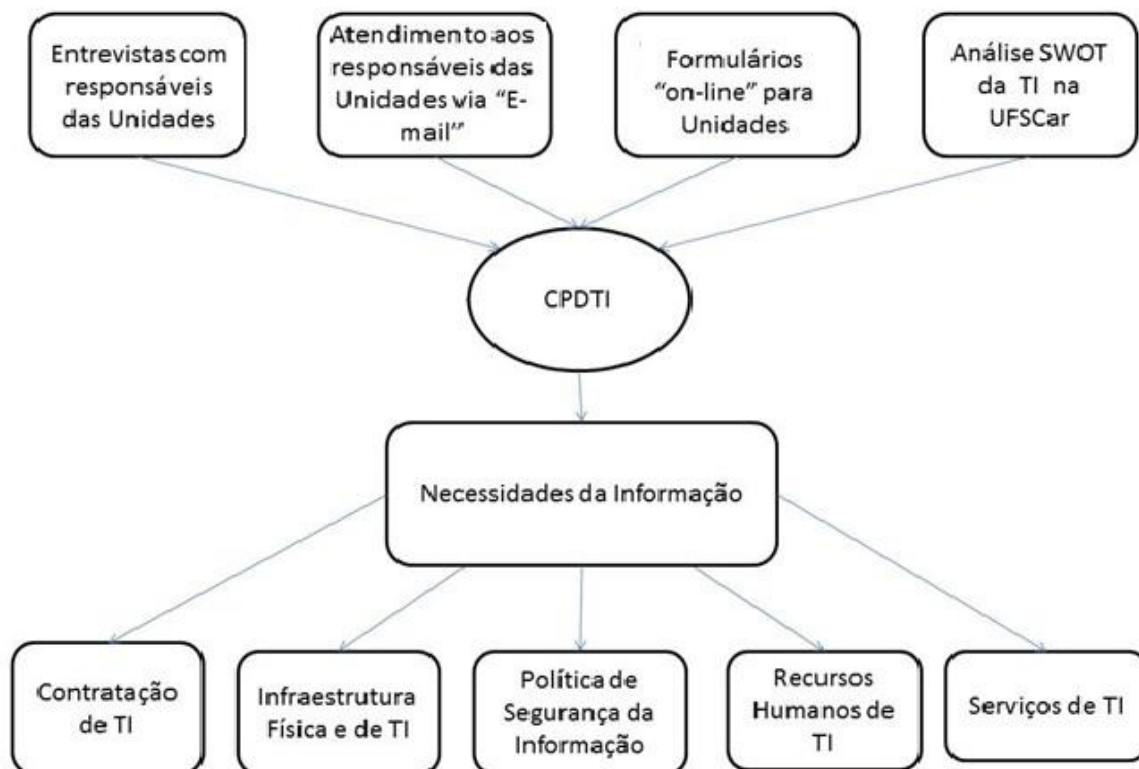 Entrevistas com
responsáveis
das Unidades
Atendimento aos
responsáveis das
Unidades via “E-
mail”
Formulários
“on-line” para
Unidades
Análise SWOT
da TI na
UFSCar
CPDTI
Necessidades da Informação
Contratação
de TI
Infraestrutura
Física e de TI
Política de
Segurança da
Informação
Recursos
Humanos de
TI
Serviços de TI